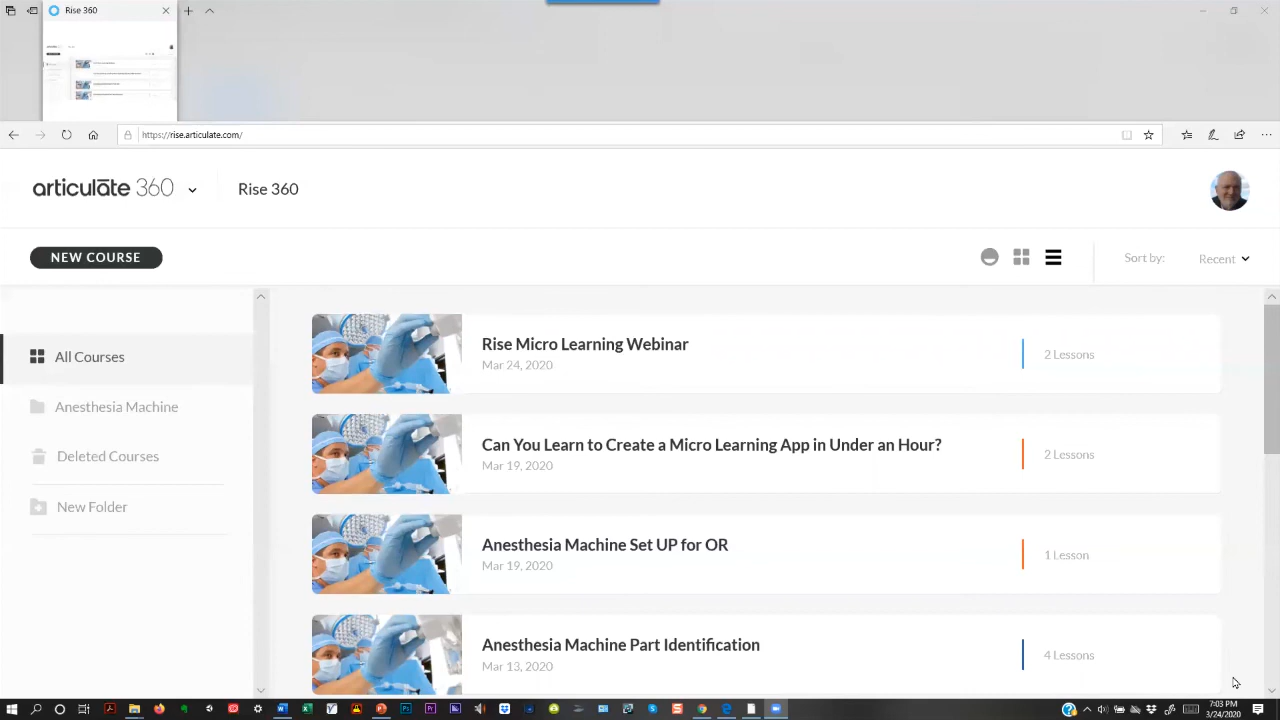 Rise 360
https://rise.articulate.com/
articulate 360
Rise 360
NEW COURSE
Sort by:
Recent
All Courses
Anesthesia Machine
Deleted Courses
New Folder
Rise Micro Learning Webinar
Mar 24, 2020
2 Lessons
Can You Learn to Create a Micro Learning App in Under an Hour?
Mar 19, 2020
2 Lessons
Anesthesia Machine Set UP for OR
Mar 19, 2020
1 Lesson
Anesthesia Machine Part Identification
Mar 13, 2020
4 Lessons
7:03 PM
3/24/2020